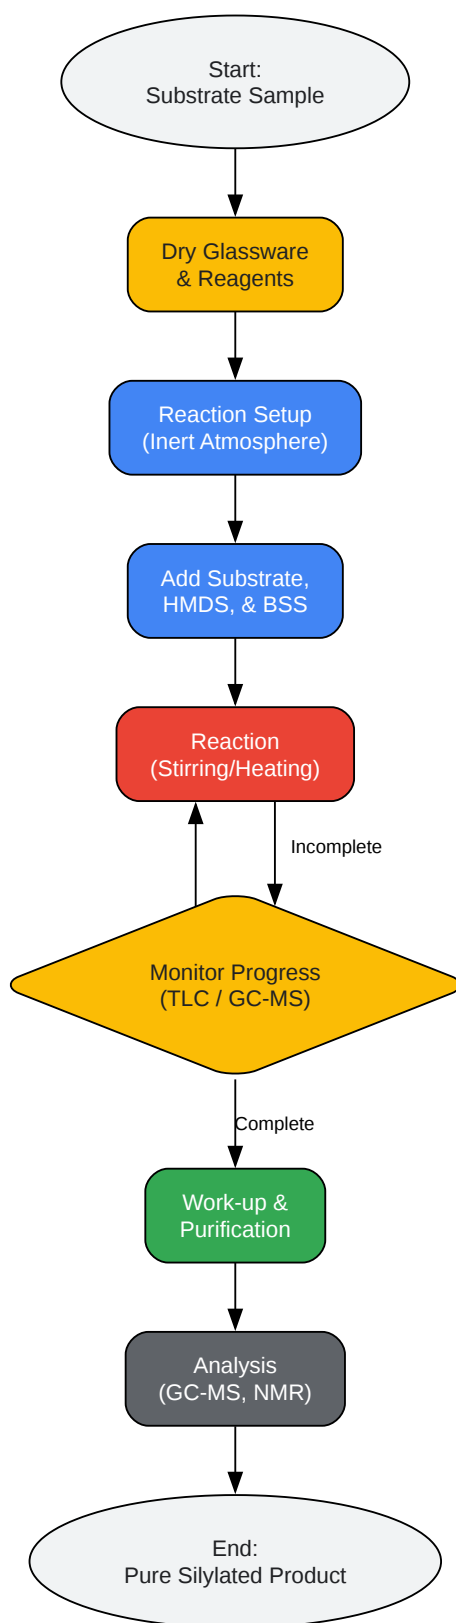 Start:
Substrate Sample
Dry Glassware
& Reagents
Reaction Setup
(Inert Atmosphere)
Add Substrate,
HMDS, & BSS
Reaction
(Stirring/Heating)
Incomplete
Monitor Progress
(TLC / GC-MS)
Complete
Work-up &
Purification
Analysis
(GC-MS, NMR)
End:
Pure Silylated Product